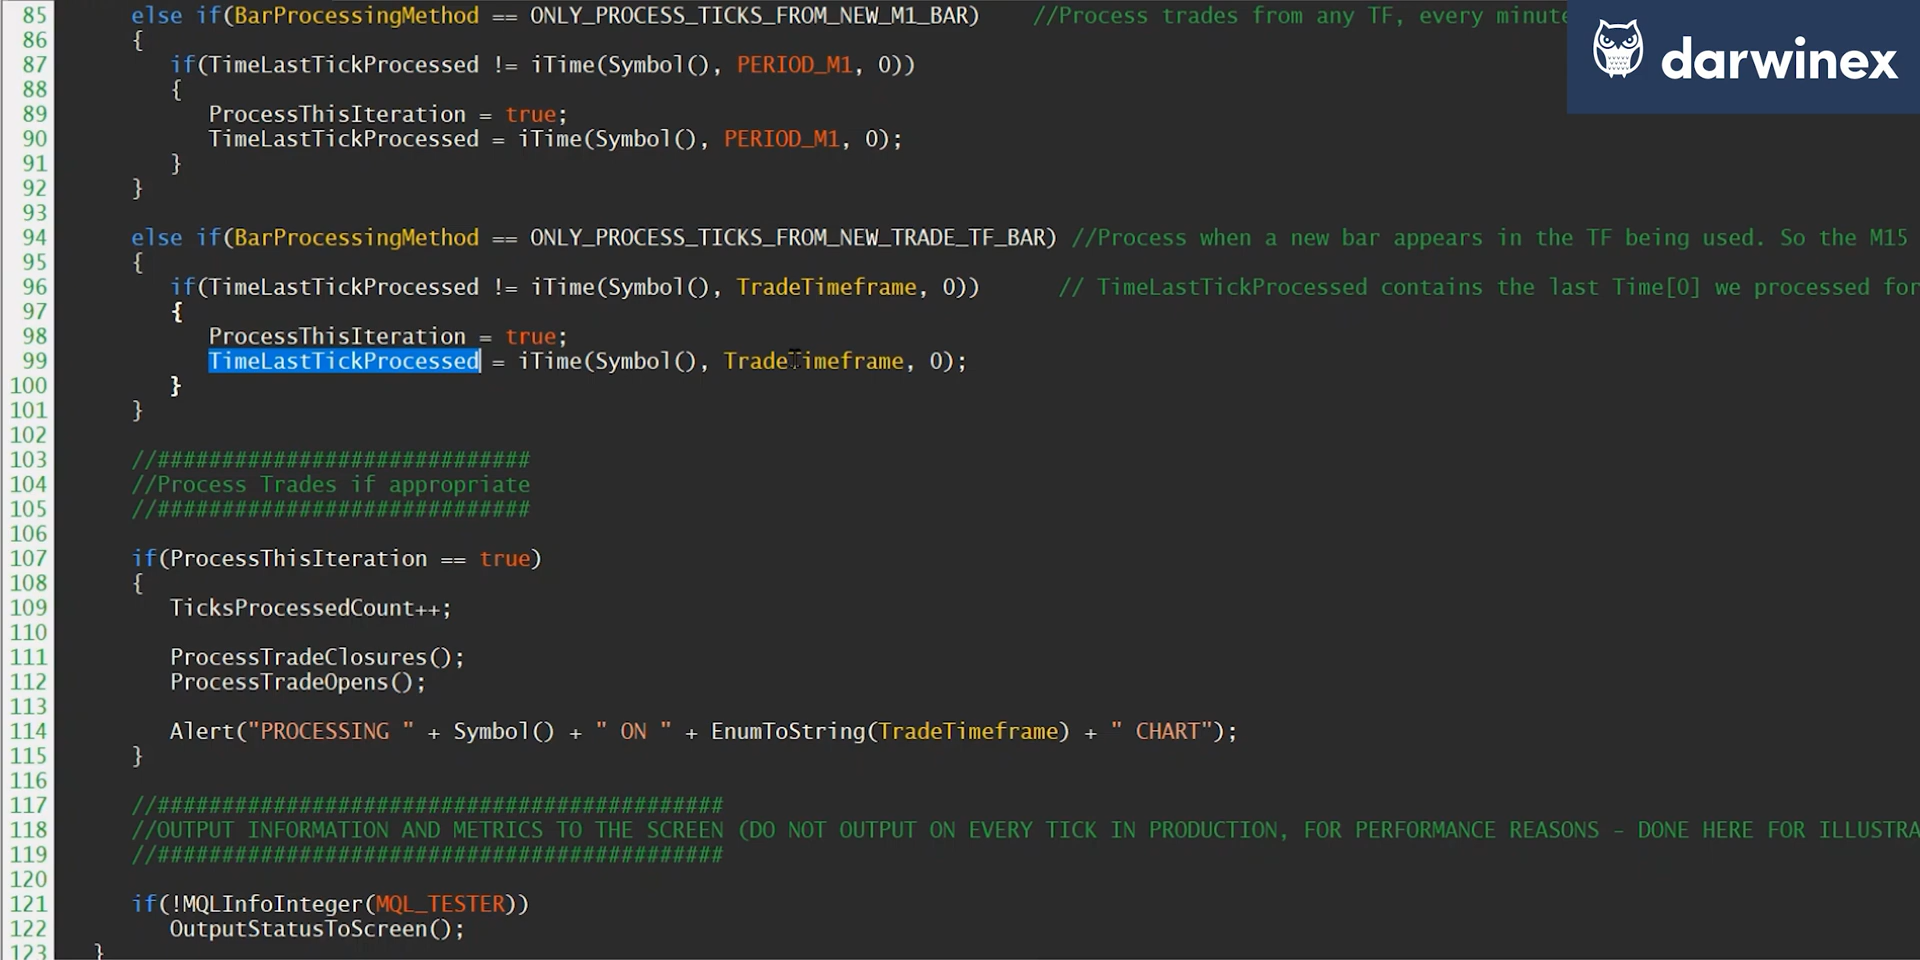 85 else if(BarProcessingMethod == ONLY_PROCESS_TICKS_FROM_NEW_M1_BAR) //Process trades from any TF, every minute
darwinex
86 {
87 if(TimeLastTickProcessed != iTime(Symbol(), PERIOD_M1, 0))
88 {
89 ProcessThisIteration = true;
90 TimeLastTickProcessed = iTime(Symbol(), PERIOD_M1, 0);
91 }
92 }
93
94 else if(BarProcessingMethod == ONLY_PROCESS_TICKS_FROM_NEW_TRADE_TF_BAR) //Process when a new bar appears in the TF being used. So the M15
95 {
96 if(TimeLastTickProcessed != iTime(Symbol(), TradeTimeframe, 0)) // TimeLastTickProcessed contains the last Time[0] we processed for
97 {
98 ProcessThisIteration = true;
99 TimeLastTickProcessed = iTime(Symbol(), TradeTimeframe, 0);
100 }
101 }
102
103 //#############################
104 //Process Trades if appropriate
105 //#############################
106
107 if(ProcessThisIteration == true)
108 {
109 TicksProcessedCount++;
110
111 ProcessTradeClosures();
112 ProcessTradeOpens();
113
114 Alert("PROCESSING " + Symbol() + " ON " + EnumToString(TradeTimeframe) + " CHART");
115 }
116
117 //############################################
118 //OUTPUT INFORMATION AND METRICS TO THE SCREEN (DO NOT OUTPUT ON EVERY TICK IN PRODUCTION, FOR PERFORMANCE REASONS - DONE HERE FOR ILLUSTRA
119 //############################################
120
121 if(!MQLInfoInteger(MQL_TESTER))
122 OutputStatusToScreen();
123 }